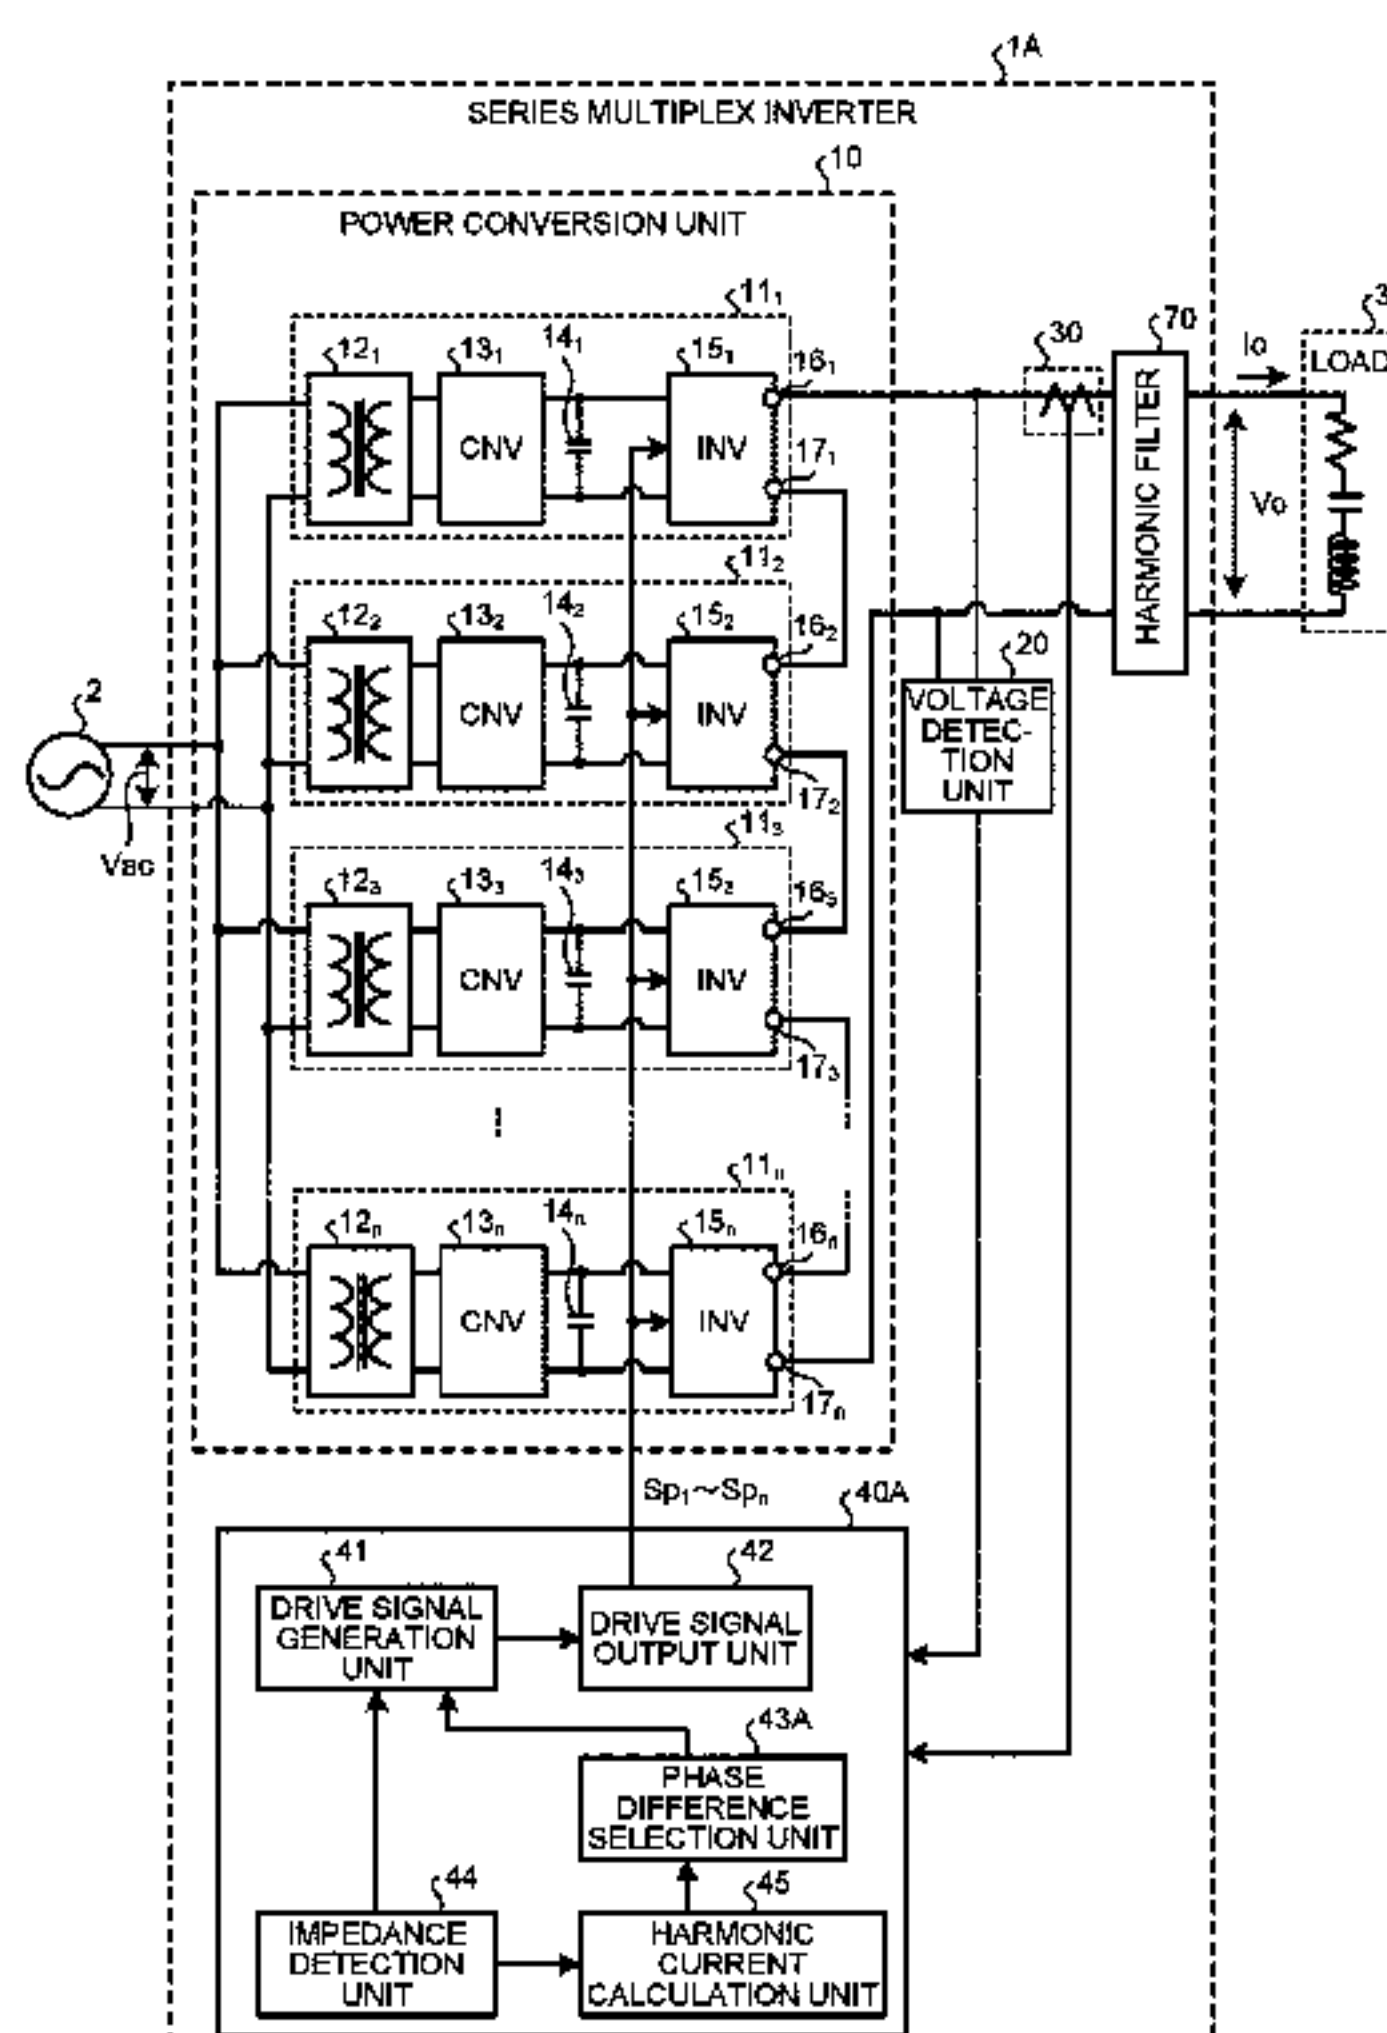 1A
SERIES MULTIPLEX INVERTER
10
POWER CONVERSION UNIT
11₁
12₁
13₁
14₁
15₁
16₁
INV
CNV
17₁
30
70
HARMONIC FILTER
Io
Vo
3
LOAD
11₂
12₂
13₂
14₂
15₂
16₂
CNV
INV
17₂
20
VOLTAGE
DETEC-
TION
UNIT
2
Vac
11₃
12₃
13₃
14₃
15₂
16₃
CNV
INV
17₃
11ₙ
12ₙ
13ₙ
14ₙ
15ₙ
16ₙ
CNV
INV
17ₙ
Sp₁～Spₙ
40A
41
DRIVE SIGNAL
GENERATION
UNIT
42
DRIVE SIGNAL
OUTPUT UNIT
43A
PHASE
DIFFERENCE
SELECTION UNIT
44
IMPEDANCE
DETECTION
UNIT
45
HARMONIC
CURRENT
CALCULATION UNIT